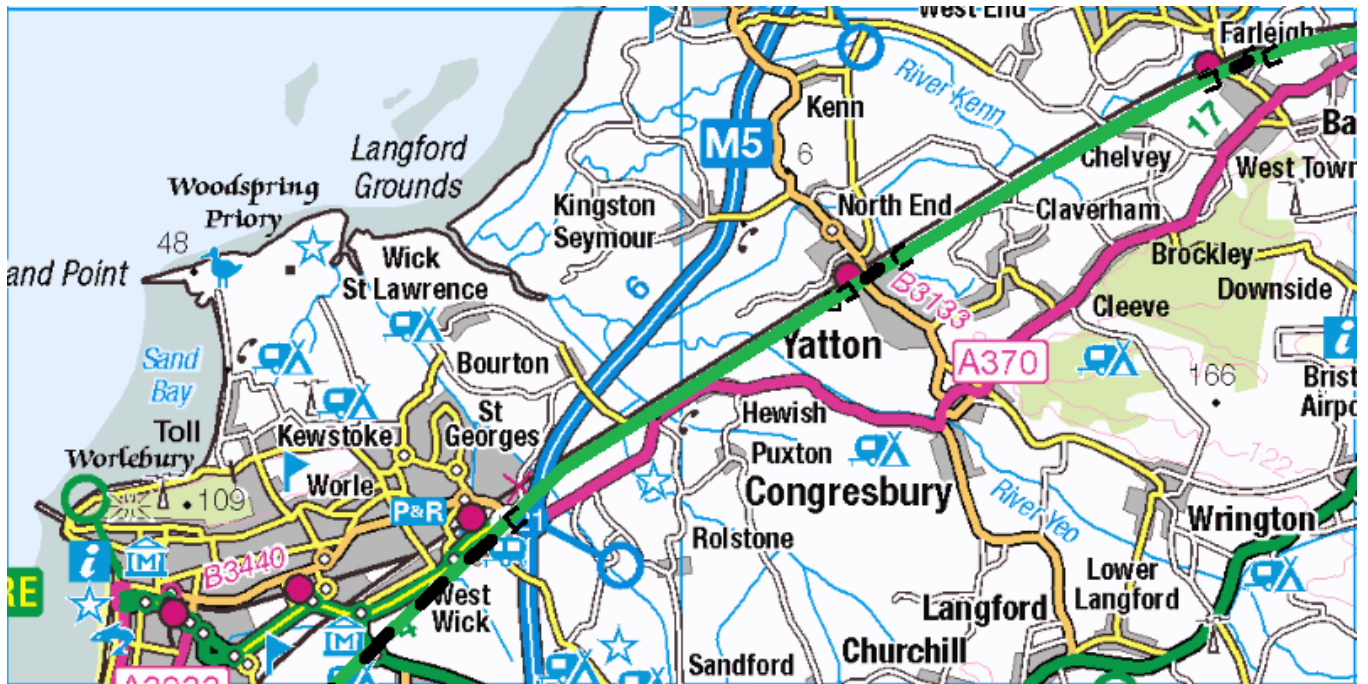 West End
Farleigh
River Kenn
Kenn
M5
17
Ba
Langford
Grounds
6
Chelvey
West Town
Woodspring
Priory
Kingston
Seymour
North End
Claverham
48
Wick
St Lawrence
and Point
6
B3133
Brockley
Downside
Cleeve
Sand
Bay
Bourton
Yatton
A370
166
Brist
Airpo
St
Georges
Hewish
Toll
Kewstoke
Puxton
122
Worlebury
Worle
109
P&R
Congresbury
River Yeo
Wrington
M
B3440
Rolstone
RE
West
Wick
Lower
Langford
Langford
M
Churchill
Sandford